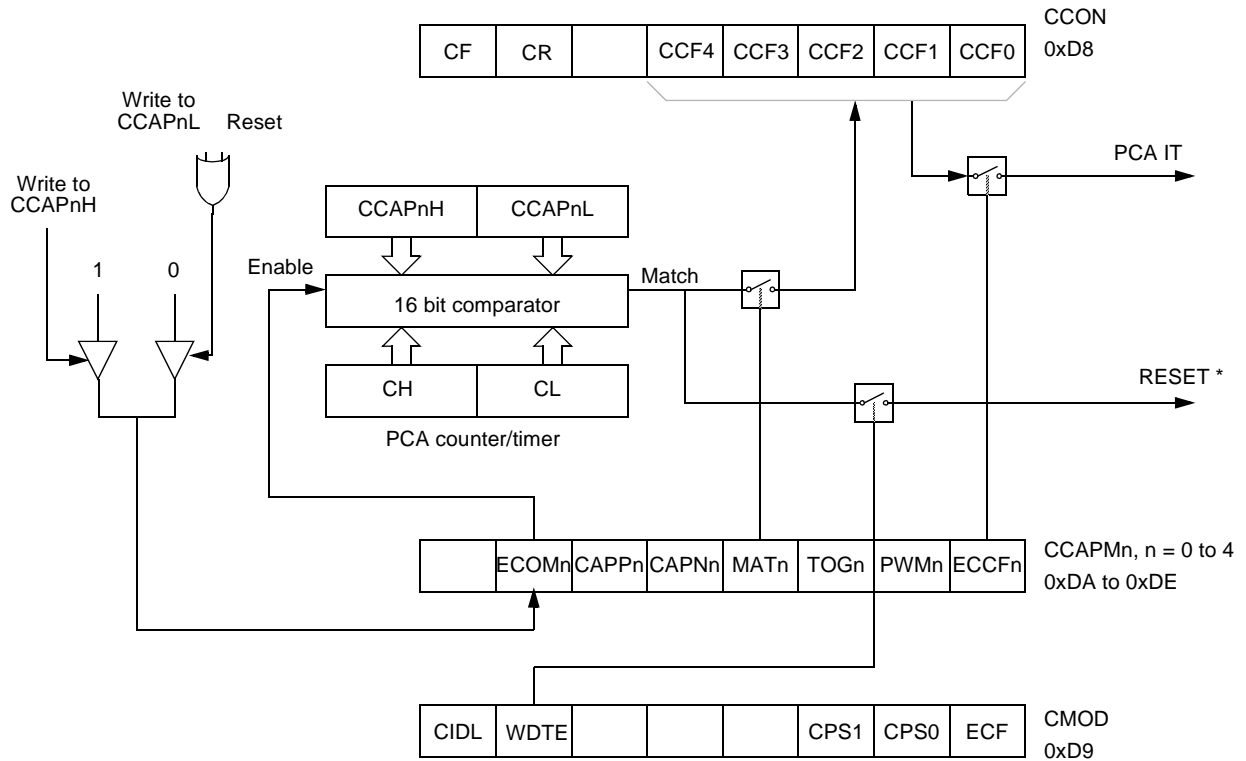 CF CR CCF4 CCF3 CCF2 CCF1 CCF0
CCON
0xD8
Write to
CCAPnL
Reset
Write to
CCAPnH
PCA IT
CCAPnH CCAPnL
1 0
Enable
16 bit comparator
Match
CH CL
PCA counter/timer
RESET *
ECOMn CAPPn CAPNn MATn TOGn PWMn ECCFn
CCAPMn, n = 0 to 4
0xDA to 0xDE
CIDL WDTE CPS1 CPS0 ECF
CMOD
0xD9